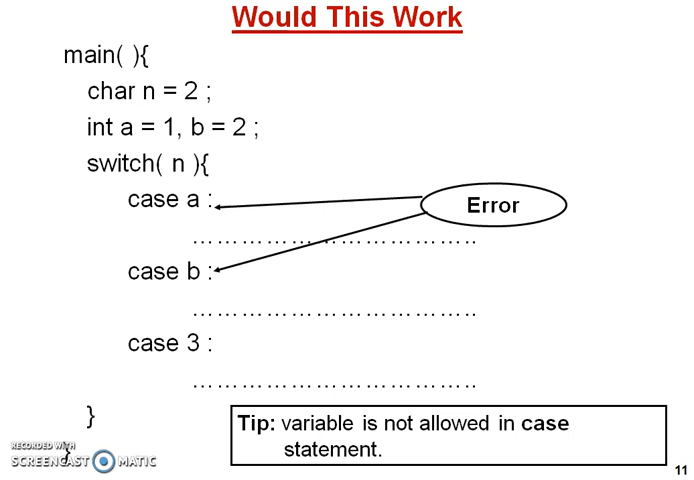 Would This Work
main( ){
char n = 2 ;
int a = 1, b = 2 ;
switch( n ){
case a :
Error
………………………………..
case b :
………………………………..
case 3 :
………………………………..
}
Tip: variable is not allowed in case
statement.
}
RECORDED WITH
SCREENCAST MATIC
11